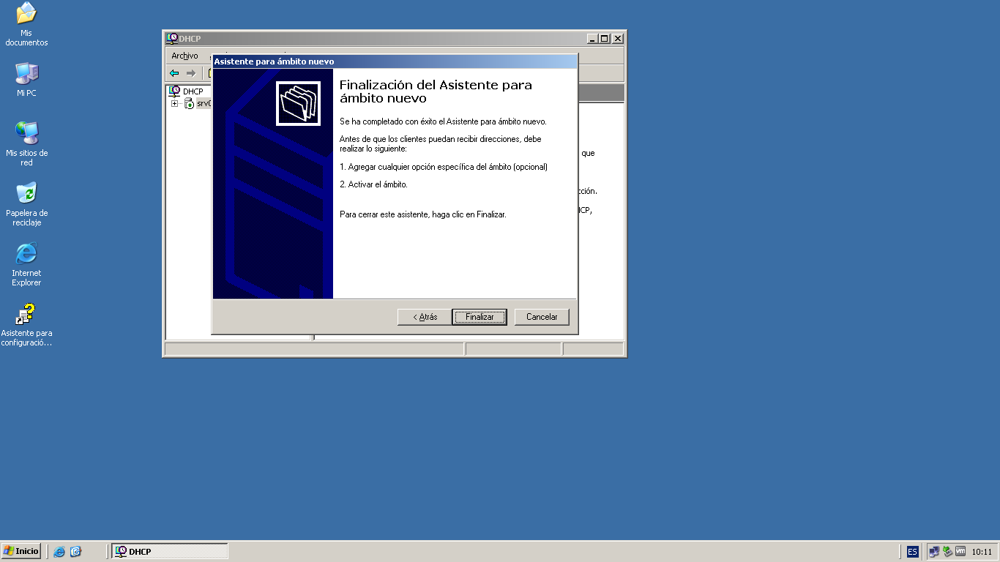 Mis
documentos
Mi PC
Mis sitios de
red
Papelera de
reciclaje
Internet
Explorer
Asistente para
configuració...
DHCP
Archivo
DHCP
que
cción.
HCP,
Asistente para ámbito nuevo
Finalización del Asistente para
ámbito nuevo
Se ha completado con éxito el Asistente para ámbito nuevo.
Antes de que los clientes puedan recibir direcciones, debe
realizar lo siguiente:
1. Agregar cualquier opción específica del ámbito (opcional)
2. Activar el ámbito.
Para cerrar este asistente, haga clic en Finalizar.
< Atrás
Finalizar
Cancelar
Inicio
DHCP
ES
10:11